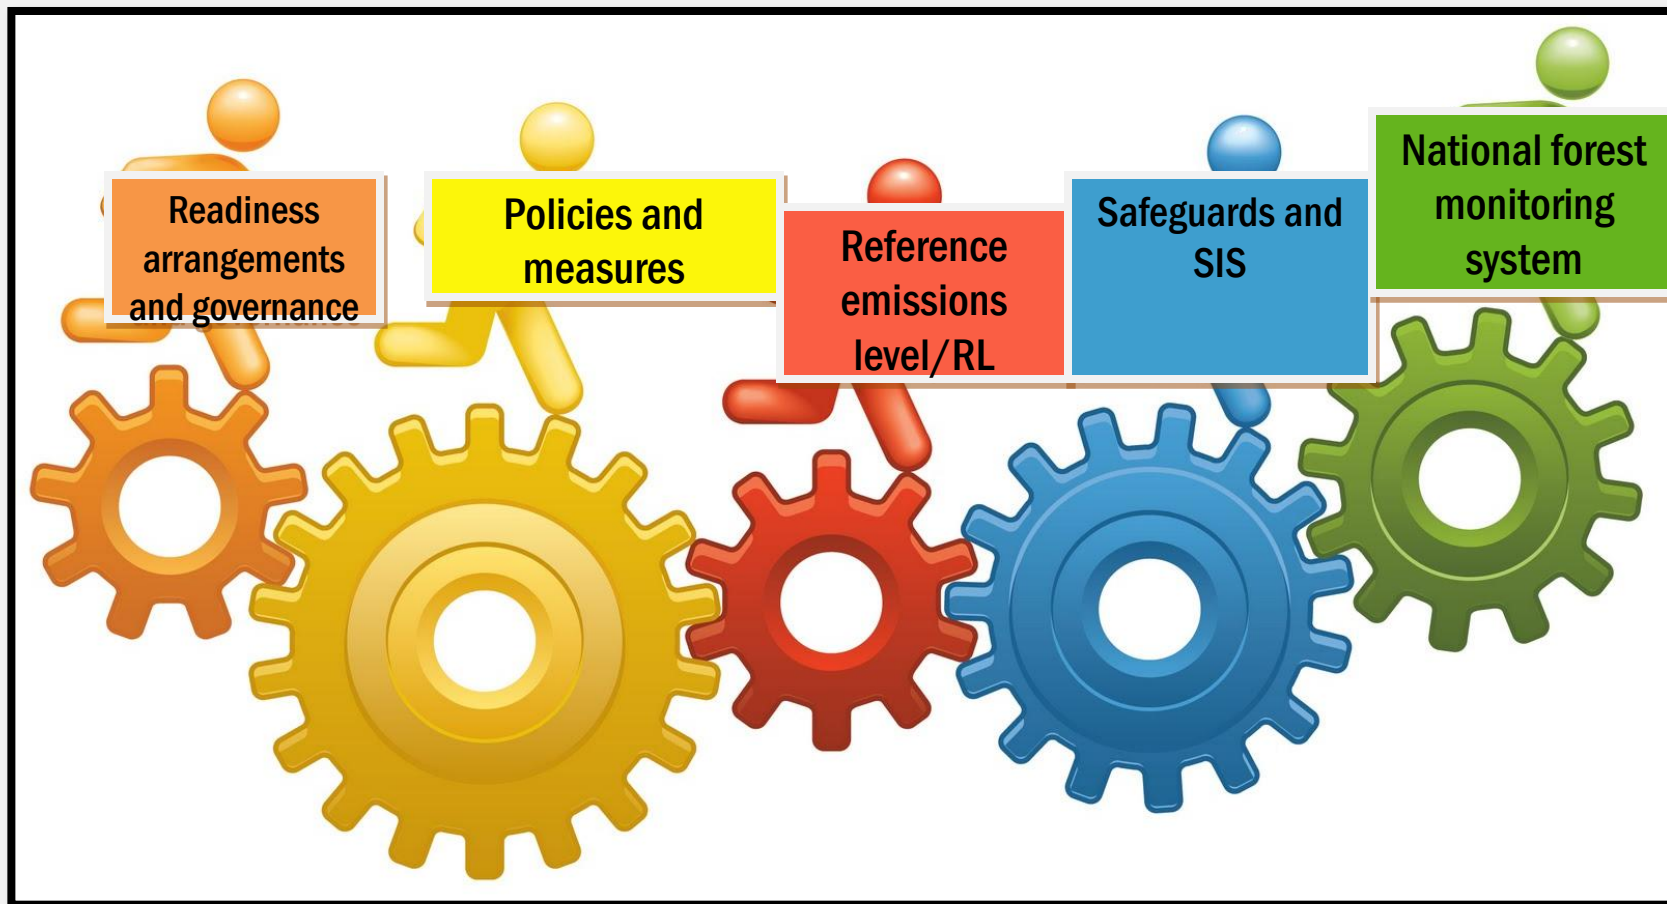 Readiness
arrangements
and governance
Policies and
measures
Reference
emissions
level/RL
Safeguards and
SIS
National forest
monitoring
system